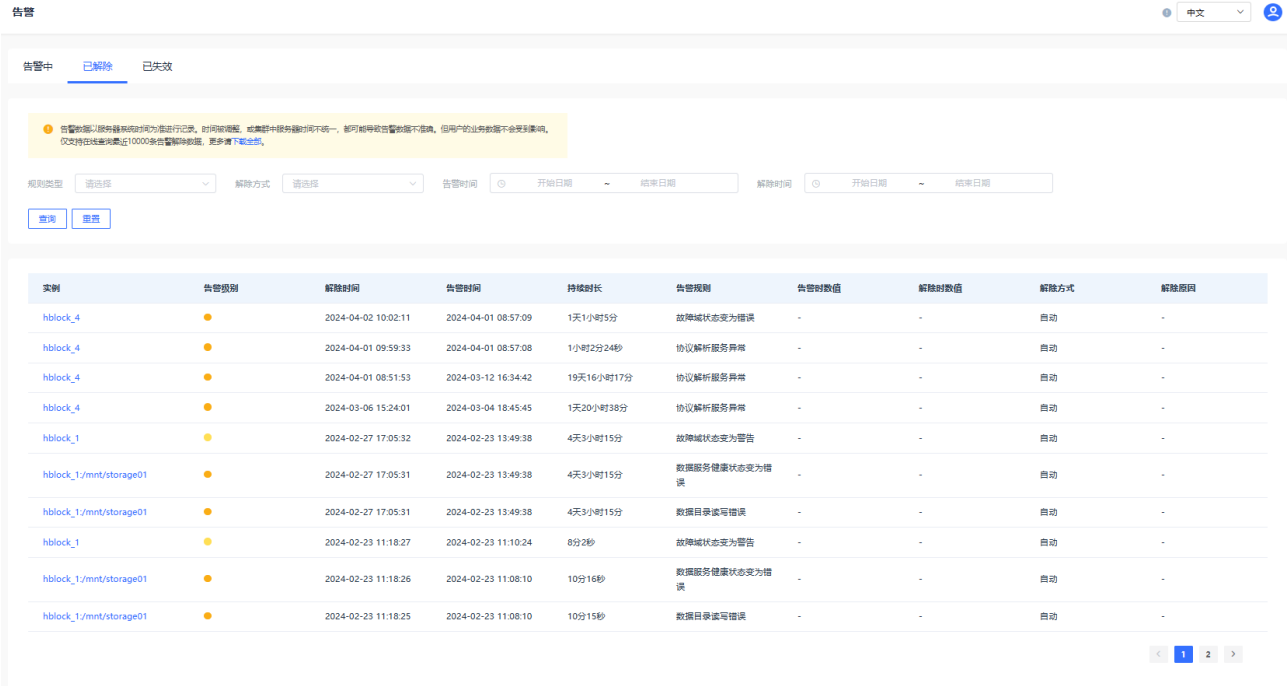 告警
中文
告警中 已解除 已失效
告警数据以服务器系统时间为准进行记录。时间被调整，或集群中服务器时间不统一，都可能导致告警数据不准确。但用户的业务数据不会受到影响。
仅支持在线查询最近10000条告警解除数据，更多请下载全部。
规则类型 请选择 解除方式 请选择 告警时间 开始日期 ~ 结束日期 解除时间 开始日期 ~ 结束日期
查询 重置
实例 告警级别 解除时间 告警时间 持续时长 告警规则 告警时数值 解除时数值 解除方式 解除原因
hblock_4 2024-04-02 10:02:11 2024-04-01 08:57:09 1天1小时5分 故障域状态变为错误 - - 自动 -
hblock_4 2024-04-01 09:59:33 2024-04-01 08:57:08 1小时2分24秒 协议解析服务异常 - - 自动 -
hblock_4 2024-04-01 08:51:53 2024-03-12 16:34:42 19天16小时17分 协议解析服务异常 - - 自动 -
hblock_4 2024-03-06 15:24:01 2024-03-04 18:45:45 1天20小时38分 协议解析服务异常 - - 自动 -
hblock_1 2024-02-27 17:05:32 2024-02-23 13:49:38 4天3小时15分 故障域状态变为警告 - - 自动 -
hblock_1:/mnt/storage01 2024-02-27 17:05:31 2024-02-23 13:49:38 4天3小时15分 数据服务健康状态变为错 - - 自动 -
误
hblock_1:/mnt/storage01 2024-02-27 17:05:31 2024-02-23 13:49:38 4天3小时15分 数据目录读写错误 - - 自动 -
hblock_1 2024-02-23 11:18:27 2024-02-23 11:10:24 8分2秒 故障域状态变为警告 - - 自动 -
hblock_1:/mnt/storage01 2024-02-23 11:18:26 2024-02-23 11:08:10 10分16秒 数据服务健康状态变为错 - - 自动 -
误
hblock_1:/mnt/storage01 2024-02-23 11:18:25 2024-02-23 11:08:10 10分15秒 数据目录读写错误 - - 自动 -
< 1 2 >